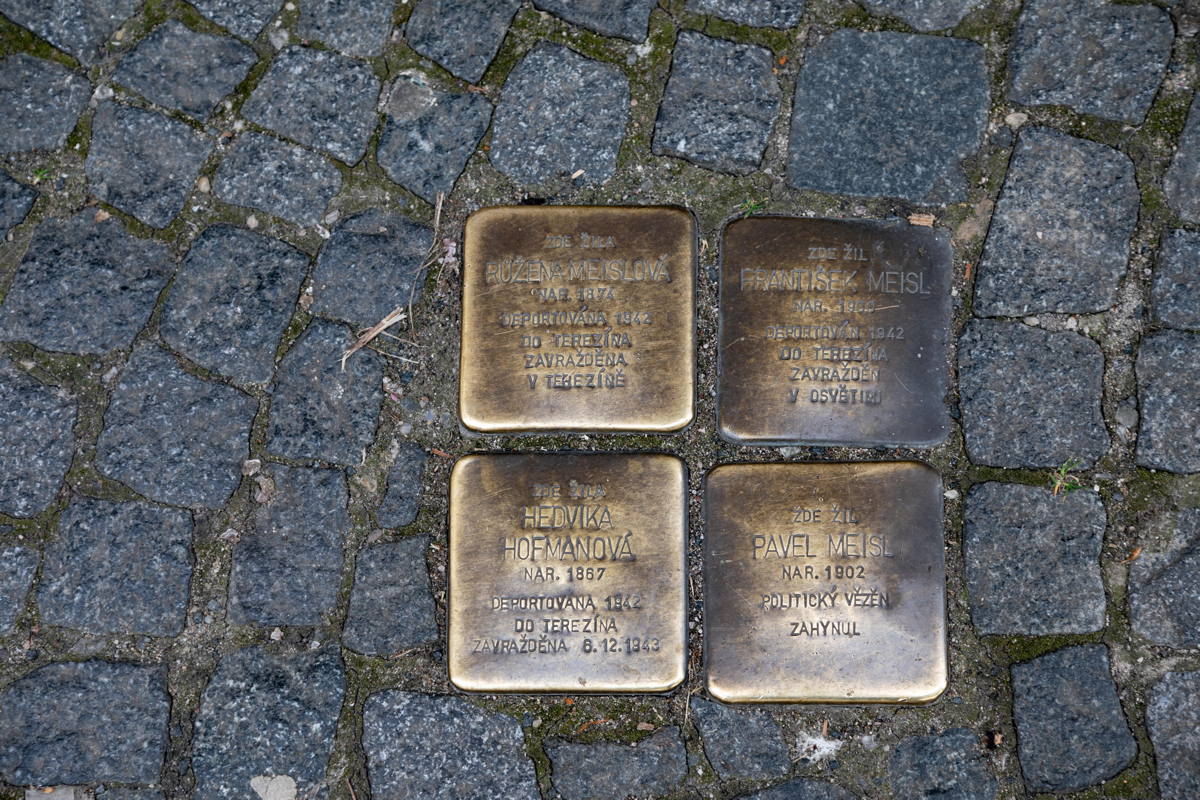 ZDE ŽILA
RŮŽENA MEISLOVÁ
NAR. 1874
DEPORTOVÁNA 1942
DO TEREZÍNA
ZAVRAŽDĚNA
V TEREZÍNĚ
ZDE ŽIL
FRANTIŠEK MEISL
NAR. 1900
DEPORTOVÁN 1942
DO TEREZÍNA
ZAVRAŽDĚN
V OSVĚTIMI
ZDE ŽILA
HEDVIKA
HOFMANOVÁ
NAR. 1867
DEPORTOVÁNA 1942
DO TEREZÍNA
ZAVRAŽDĚNA 6.12.1943
ZDE ŽIL
PAVEL MEISL
NAR. 1902
POLITICKÝ VĚZEŇ
ZAHYNUL